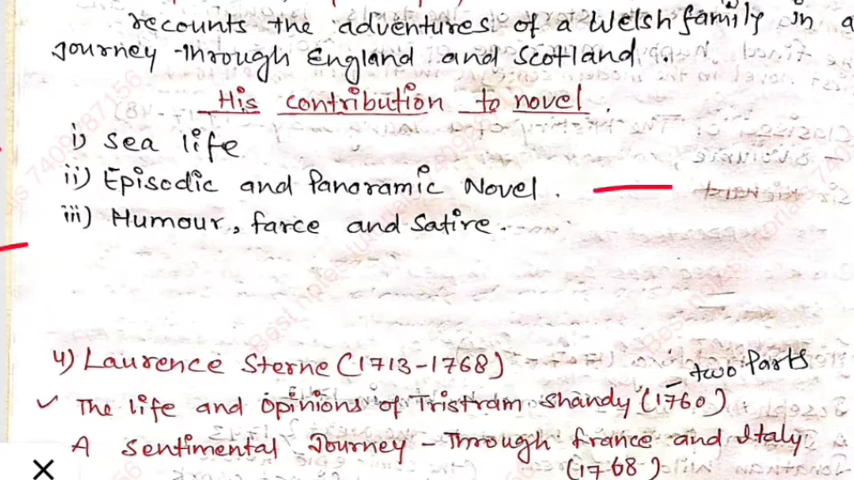 recounts the adventures of a Welsh family in a
Journey through England and Scotland.
His contribution to novel.
i) Sea life
ii) Episodic and Panoramic Novel.
iii) Humour, farce and Satire.
4) Laurence Sterne (1713-1768)
two Parts
The life and Opinions of Tristram Shandy (1760)
A Sentimental Journey - Through france and Italy
(1768)